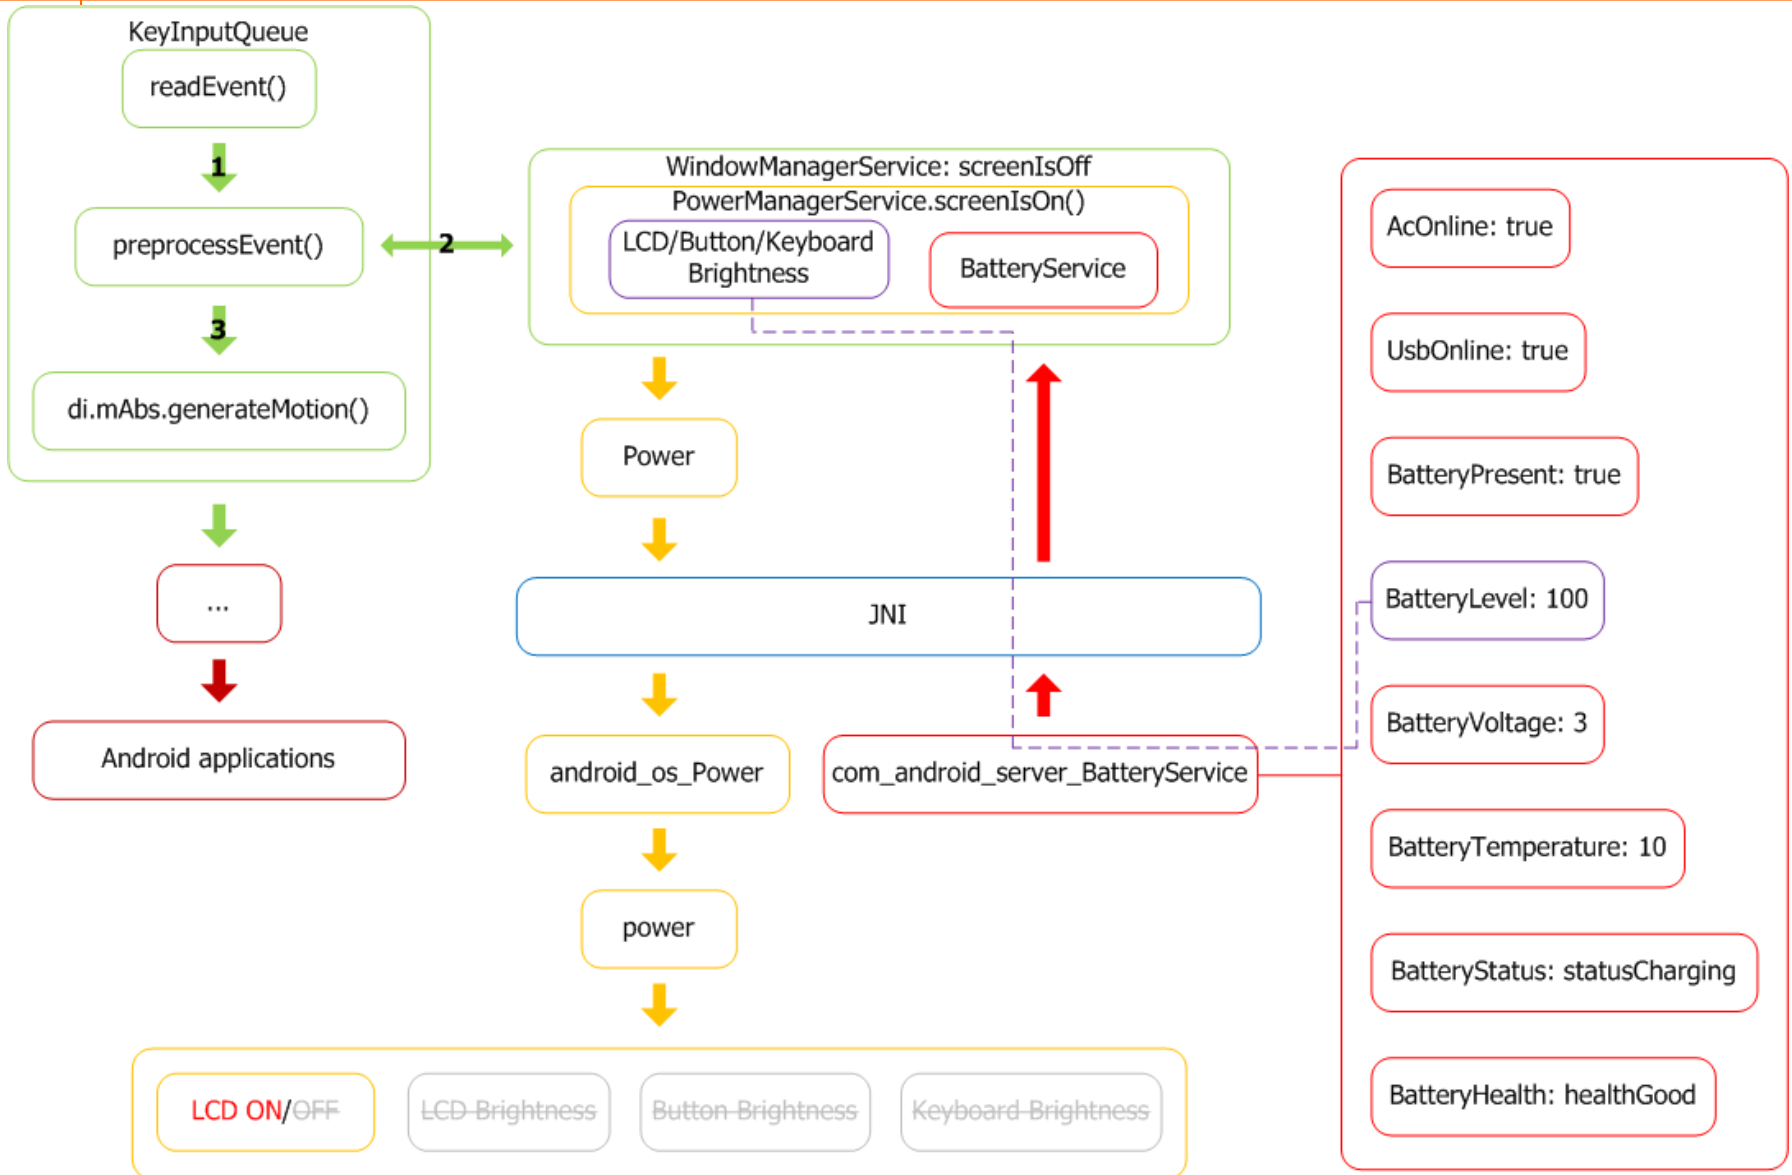 KeyInputQueue
readEvent()
1
preprocessEvent()
2
3
di.mAbs.generateMotion()
...
Android applications
WindowManagerService: screenIsOff
PowerManagerService.screenIsOn()
LCD/Button/Keyboard
Brightness
BatteryService
Power
JNI
android_os_Power
com_android_server_BatteryService
power
LCD ON/OFF
LCD Brightness
Button Brightness
Keyboard Brightness
AcOnline: true
UsbOnline: true
BatteryPresent: true
BatteryLevel: 100
BatteryVoltage: 3
BatteryTemperature: 10
BatteryStatus: statusCharging
BatteryHealth: healthGood